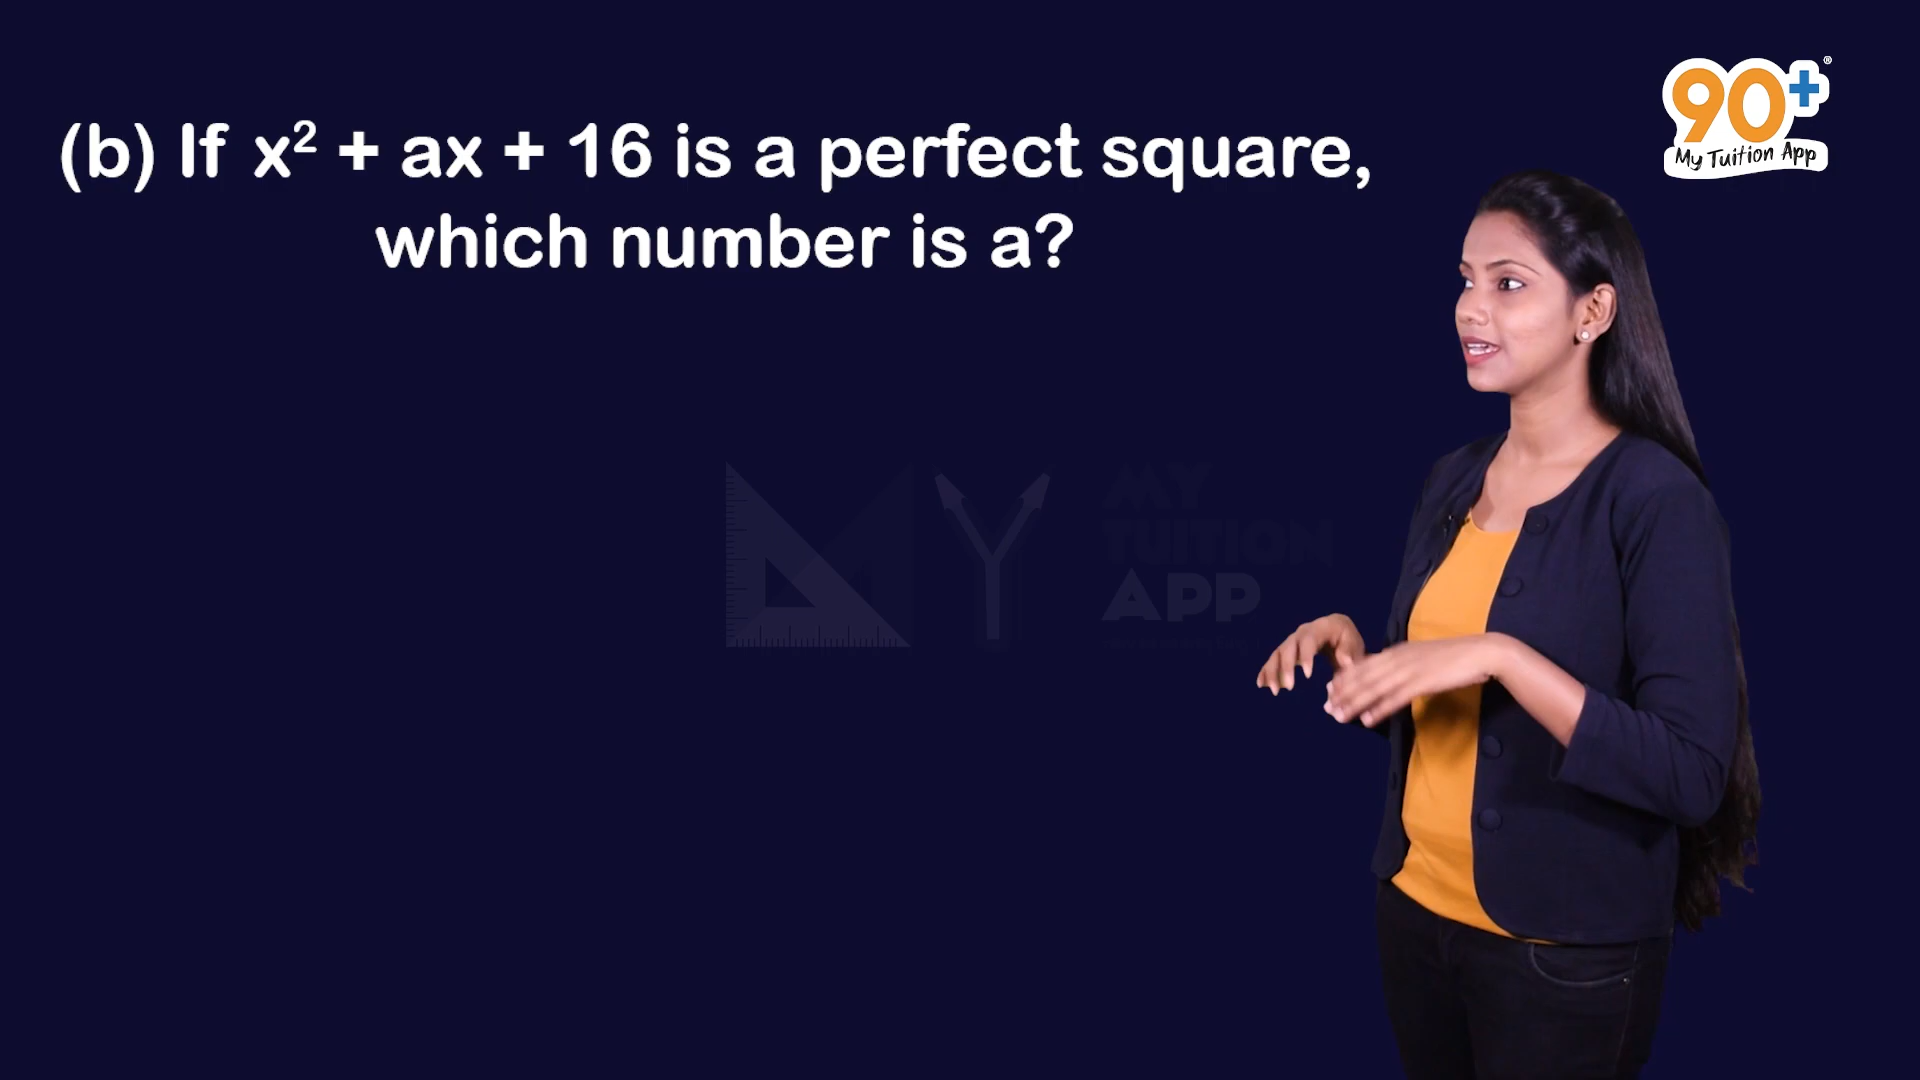 (b) If x² + ax + 16 is a perfect square,
which number is a?
90+®
My Tuition App
MY
TUITION
APP